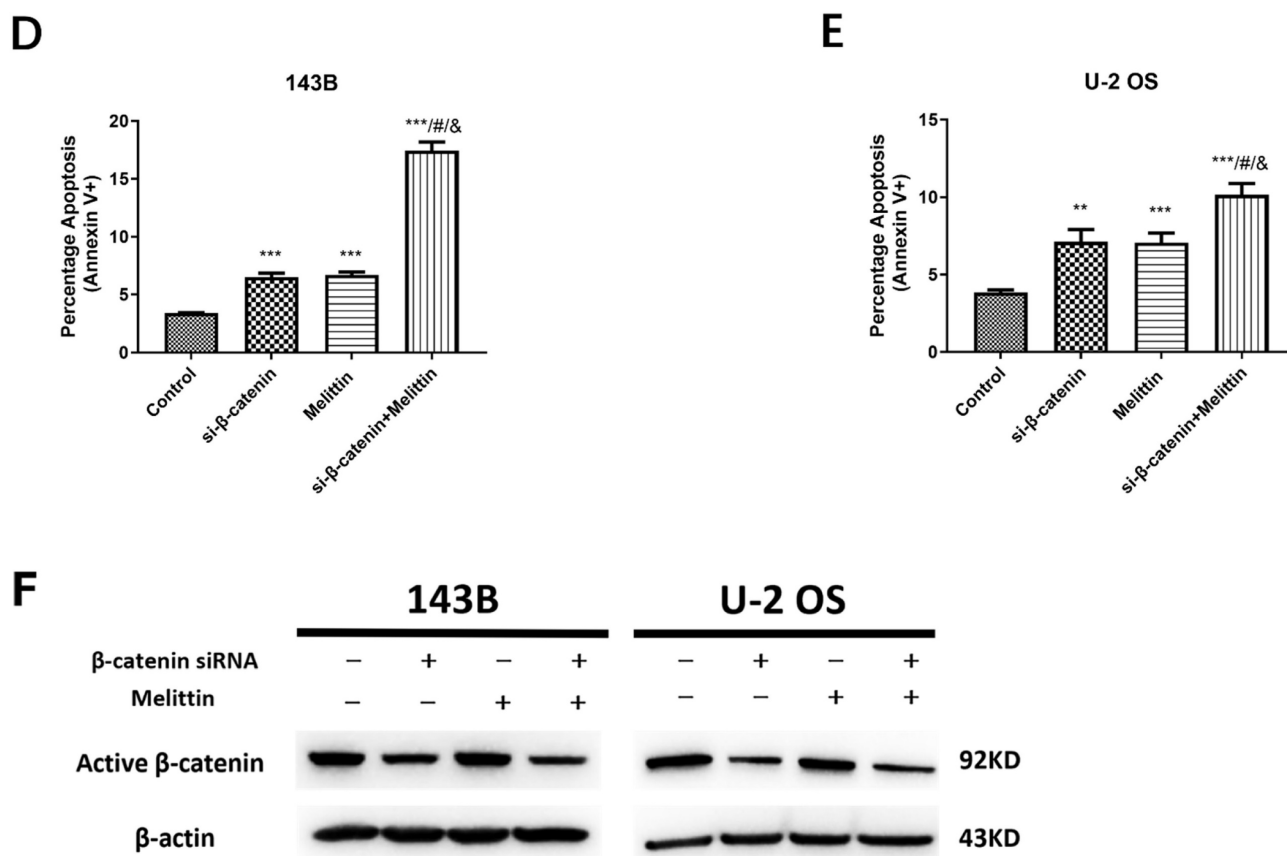 D
143B
Percentage Apoptosis
(Annexin V+)
20
15
10
5
0
***
***
***/#/&
Control
si-β-catenin
Melittin
si-β-catenin+Melittin
E
U-2 OS
Percentage Apoptosis
(Annexin V+)
15
10
5
0
**
***
***/#/&
Control
si-β-catenin
Melittin
si-β-catenin+Melittin
F
143B U-2 OS
β-catenin siRNA − + − + − + − +
Melittin − − + + − − + +
Active β-catenin 92KD
β-actin 43KD